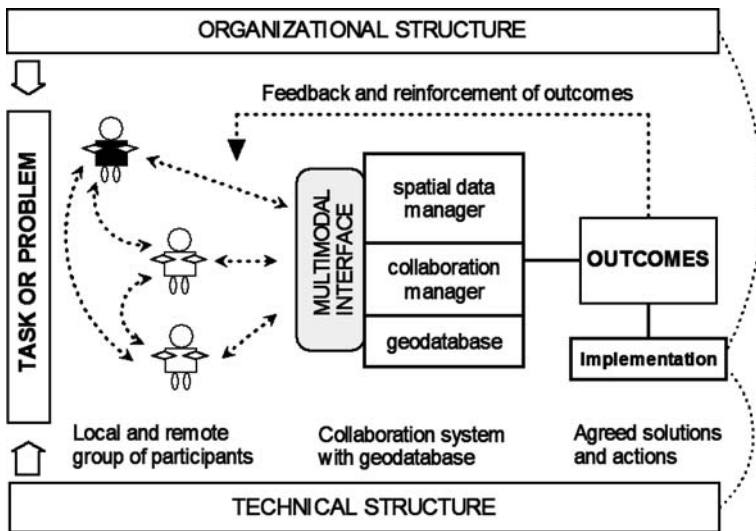 ORGANIZATIONAL STRUCTURE
Feedback and reinforcement of outcomes
TASK OR PROBLEM
MULTIMODAL
INTERFACE
spatial data
manager
collaboration
manager
geodatabase
OUTCOMES
Implementation
Local and remote
group of participants
Collaboration system
with geodatabase
Agreed solutions
and actions
TECHNICAL STRUCTURE